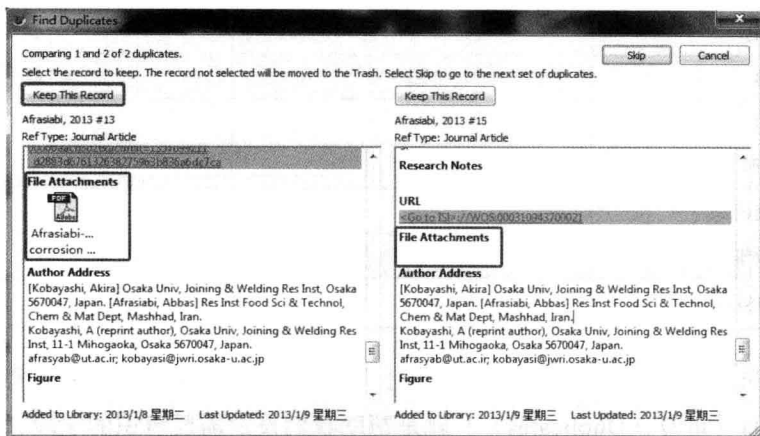 Find Duplicates
Comparing 1 and 2 of 2 duplicates.
Skip
Cancel
Select the record to keep. The record not selected will be moved to the Trash. Select Skip to go to the next set of duplicates.
Keep This Record
Afrasiabi, 2013 #13
Ref Type: Journal Article
d2883d676132638275963b836a6dc7ca
File Attachments
PDF
Adobe
Afrasiabi-...
corrosion ...
Author Address
[Kobayashi, Akira] Osaka Univ, Joining & Welding Res Inst, Osaka
5670047, Japan. [Afrasiabi, Abbas] Res Inst Food Sci & Technol,
Chem & Mat Dept, Mashhad, Iran.
Kobayashi, A (reprint author), Osaka Univ, Joining & Welding Res
Inst, 11-1 Mihogaoka, Osaka 5670047, Japan.
afrasyab@ut.ac.ir; kobayasi@jwri.osaka-u.ac.jp
Figure
Added to Library: 2013/1/8 星期二 Last Updated: 2013/1/9 星期三
Keep This Record
Afrasiabi, 2013 #15
Ref Type: Journal Article
Research Notes
URL
<Go to ISI>://WOS:000310943700021
File Attachments
Author Address
[Kobayashi, Akira] Osaka Univ, Joining & Welding Res Inst, Osaka
5670047, Japan. [Afrasiabi, Abbas] Res Inst Food Sci & Technol,
Chem & Mat Dept, Mashhad, Iran.
Kobayashi, A (reprint author), Osaka Univ, Joining & Welding Res
Inst, 11-1 Mihogaoka, Osaka 5670047, Japan.
afrasyab@ut.ac.ir; kobayasi@jwri.osaka-u.ac.jp
Figure
Added to Library: 2013/1/9 星期三 Last Updated: 2013/1/9 星期三